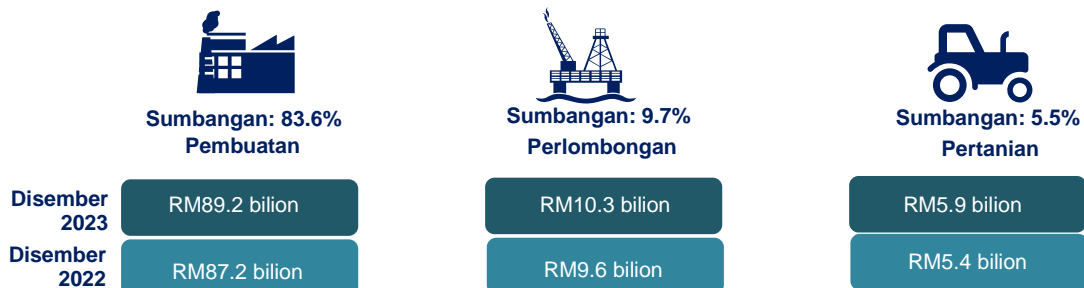 Sumbangan: 83.6%
Pembuatan
Sumbangan: 9.7%
Perlombongan
Sumbangan: 5.5%
Pertanian
Disember
2023
RM89.2 bilion
RM10.3 bilion
RM5.9 bilion
Disember
2022
RM87.2 bilion
RM9.6 bilion
RM5.4 bilion